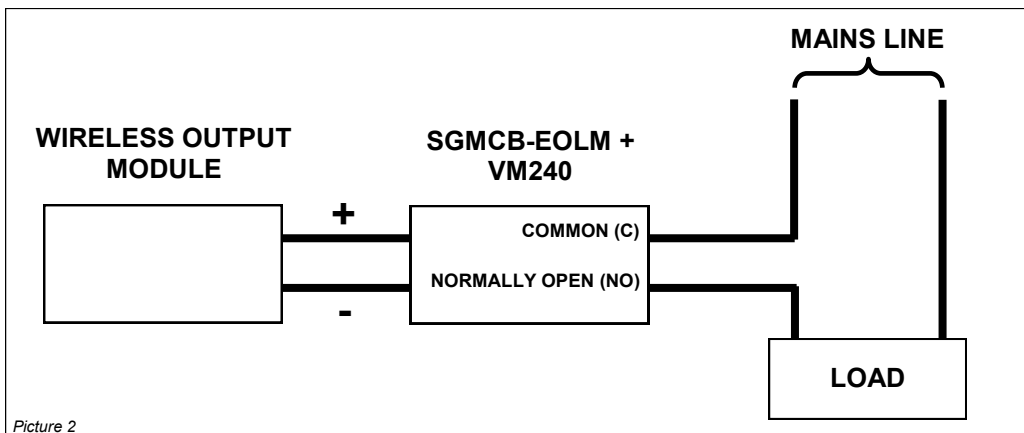 MAINS LINE
WIRELESS OUTPUT
MODULE
SGMCB-EOLM +
VM240
+
COMMON (C)
NORMALLY OPEN (NO)
-
LOAD
Picture 2